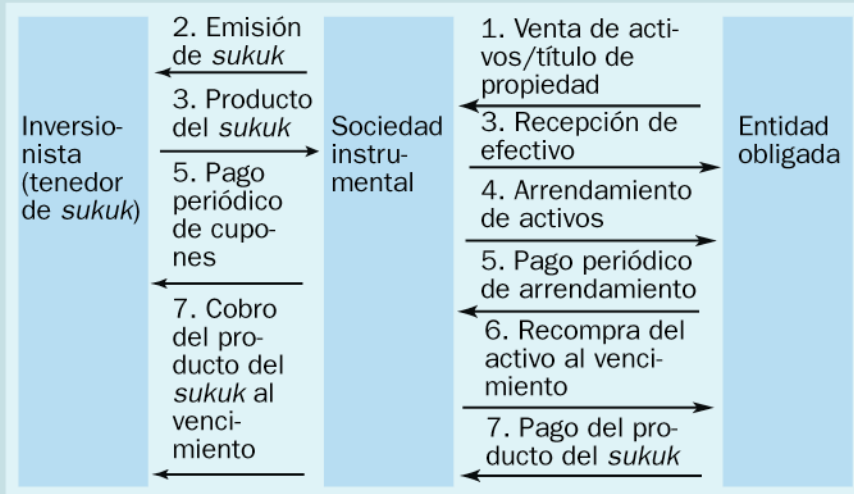 Inversio-
nista
(tenedor
de sukuk)
2. Emisión
de sukuk
3. Producto
del sukuk
5. Pago
periódico
de cupo-
nes
7. Cobro
del pro-
ducto del
sukuk al
venci-
miento
Sociedad
instru-
mental
1. Venta de acti-
vos/título de
propiedad
3. Recepción de
efectivo
4. Arrendamiento
de activos
5. Pago periódico
de arrendamiento
6. Recompra del
activo al venci-
miento
7. Pago del pro-
ducto del sukuk
Entidad
obligada